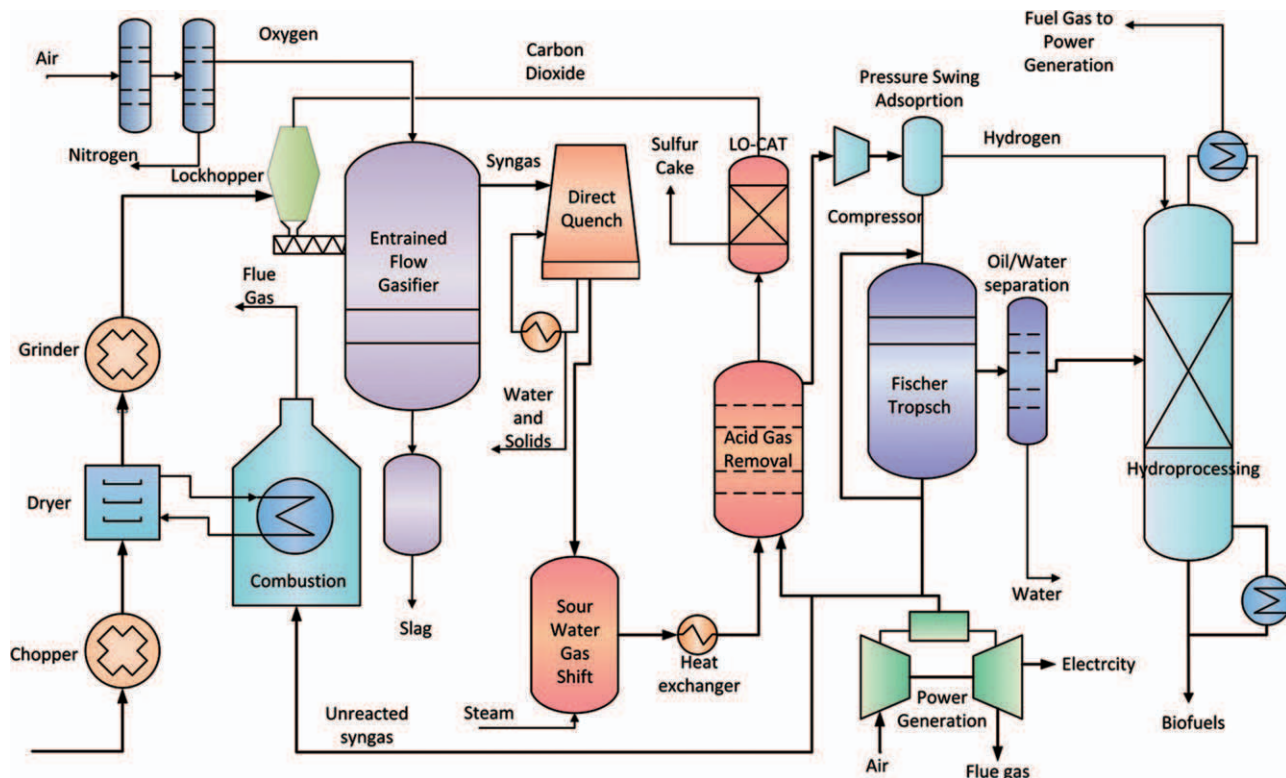 Air
Oxygen
Nitrogen
Lockhopper
Carbon
Dioxide
Fuel Gas to
Power
Generation
Pressure Swing
Adsoprtion
Hydrogen
Syngas
Direct
Quench
Sulfur
Cake
LO-CAT
Compressor
Entrained
Flow
Gasifier
Flue
Gas
Grinder
Oil/Water
separation
Fischer
Tropsch
Water
and
Solids
Acid Gas
Removal
Hydroprocessing
Dryer
Combustion
Slag
Sour
Water
Gas
Shift
Heat
exchanger
Water
Chopper
Steam
Unreacted
syngas
Power
Generation
Electrcity
Air
Flue gas
Biofuels